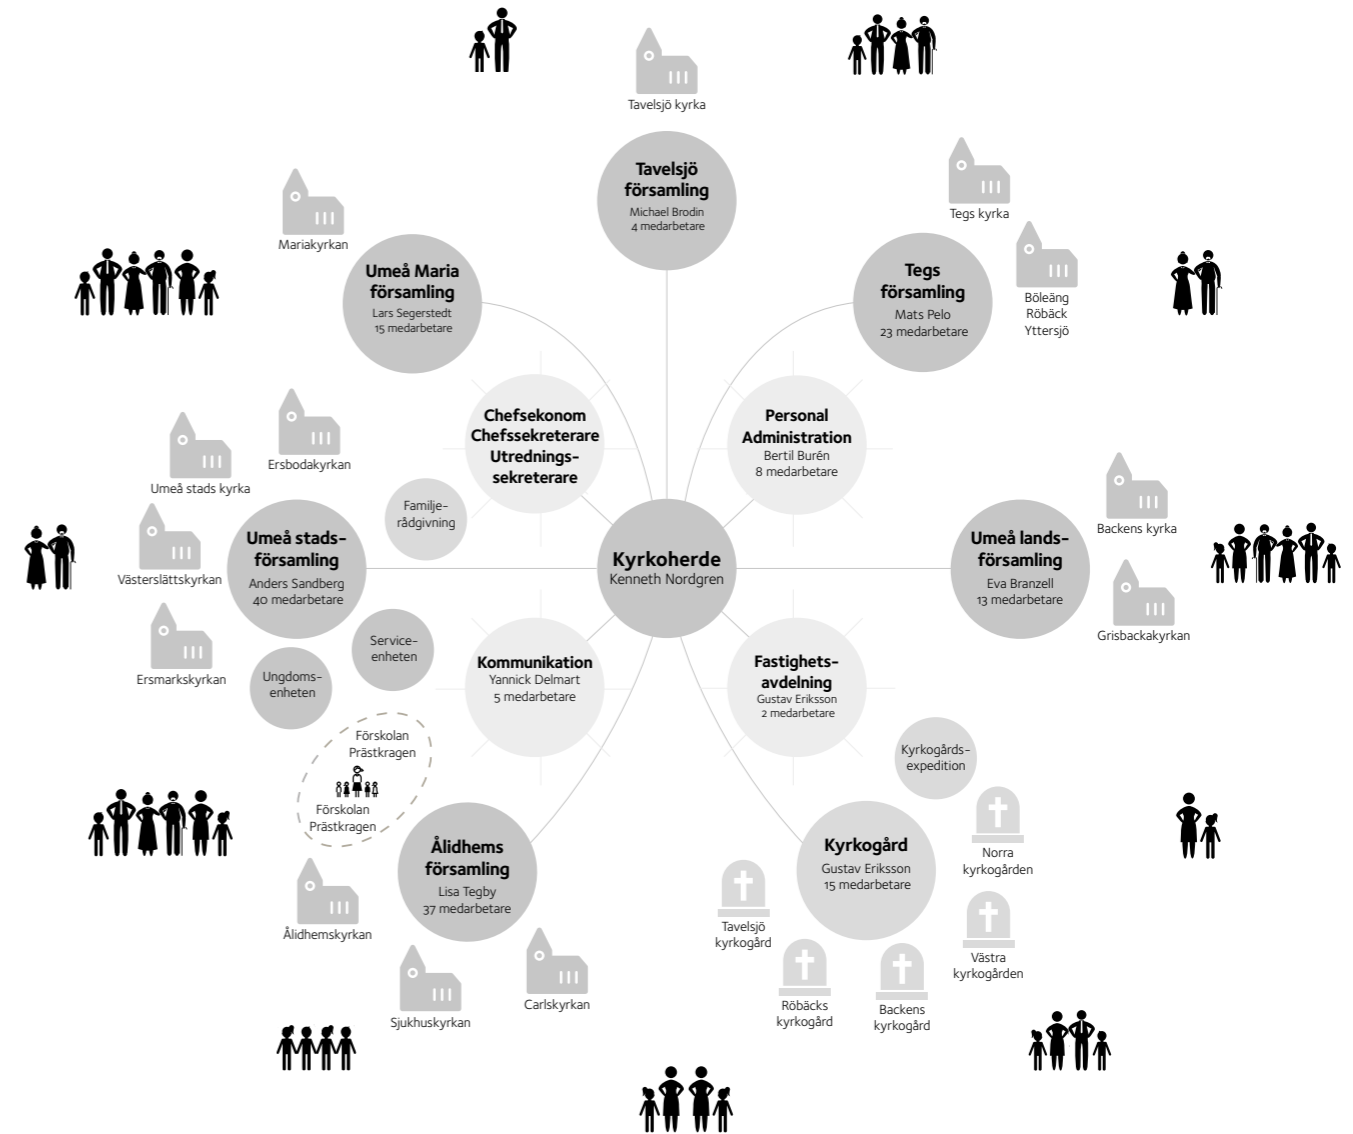 Tavelsjö kyrka
Tavelsjö
församling
Michael Brodin
4 medarbetare
Tegs kyrka
Böleäng
Röbäck
Yttersjö
Tegs
församling
Mats Pelo
23 medarbetare
Mariakyrkan
Umeå Maria
församling
Lars Segerstedt
15 medarbetare
Chefsekonom
Chefssekreterare
Utrednings-
sekreterare
Personal
Administration
Bertil Burén
8 medarbetare
Ersbodakyrkan
Umeå stads kyrka
Västerslättskyrkan
Ersmarkskyrkan
Familje-
rådgivning
Umeå stads-
församling
Anders Sandberg
40 medarbetare
Kyrkoherde
Kenneth Nordgren
Umeå lands-
församling
Eva Branzell
13 medarbetare
Backens kyrka
Grisbackakyrkan
Service-
enheten
Ungdoms-
enheten
Kommunikation
Yannick Delmart
5 medarbetare
Fastighets-
avdelning
Gustav Eriksson
2 medarbetare
Förskolan
Prästkragen
Förskolan
Prästkragen
Kyrkogårds-
expedition
Ålidhems
församling
Lisa Tegby
37 medarbetare
Ålidhemskyrkan
Sjukhuskyrkan
Carlskyrkan
Kyrkogård
Gustav Eriksson
15 medarbetare
Norra
kyrkogården
Västra
kyrkogården
Tavelsjö
kyrkogård
Röbäcks
kyrkogård
Backens
kyrkogård